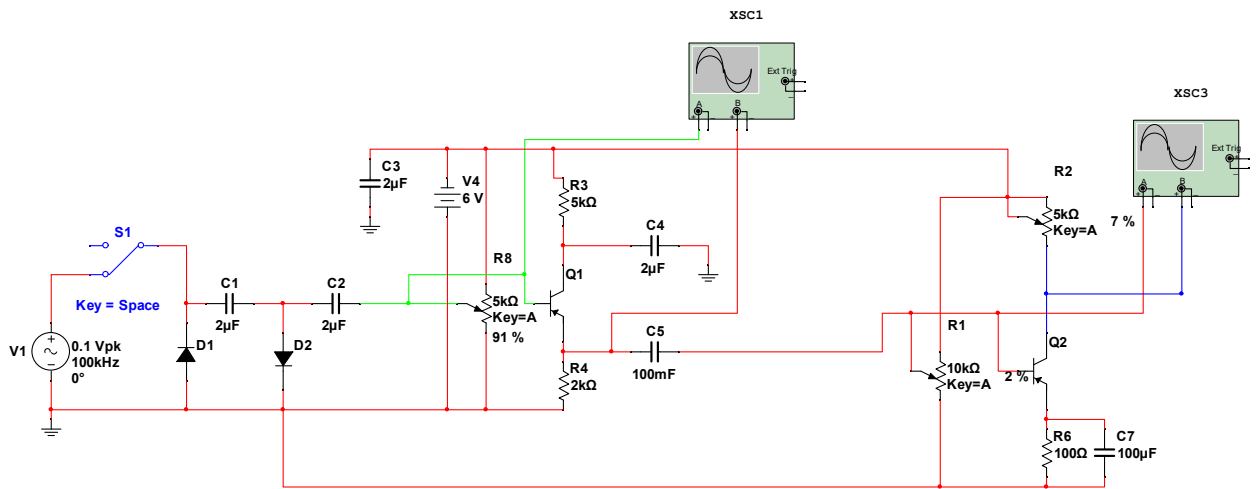 XSC1
Ext Trig
+
_
A
B
+ _ + _
XSC3
Ext Trig
+
_
A
B
+ _ + _
C3
2µF
V4
6 V
R3
5kΩ
R2
5kΩ
Key=A
7 %
S1
Key = Space
C4
2µF
R8
5kΩ
Key=A
91 %
Q1
C1
2µF
C2
2µF
V1
0.1 Vpk
100kHz
0°
D1
D2
C5
100mF
R4
2kΩ
R1
10kΩ
Key=A
2 %
Q2
R6
100Ω
C7
100µF